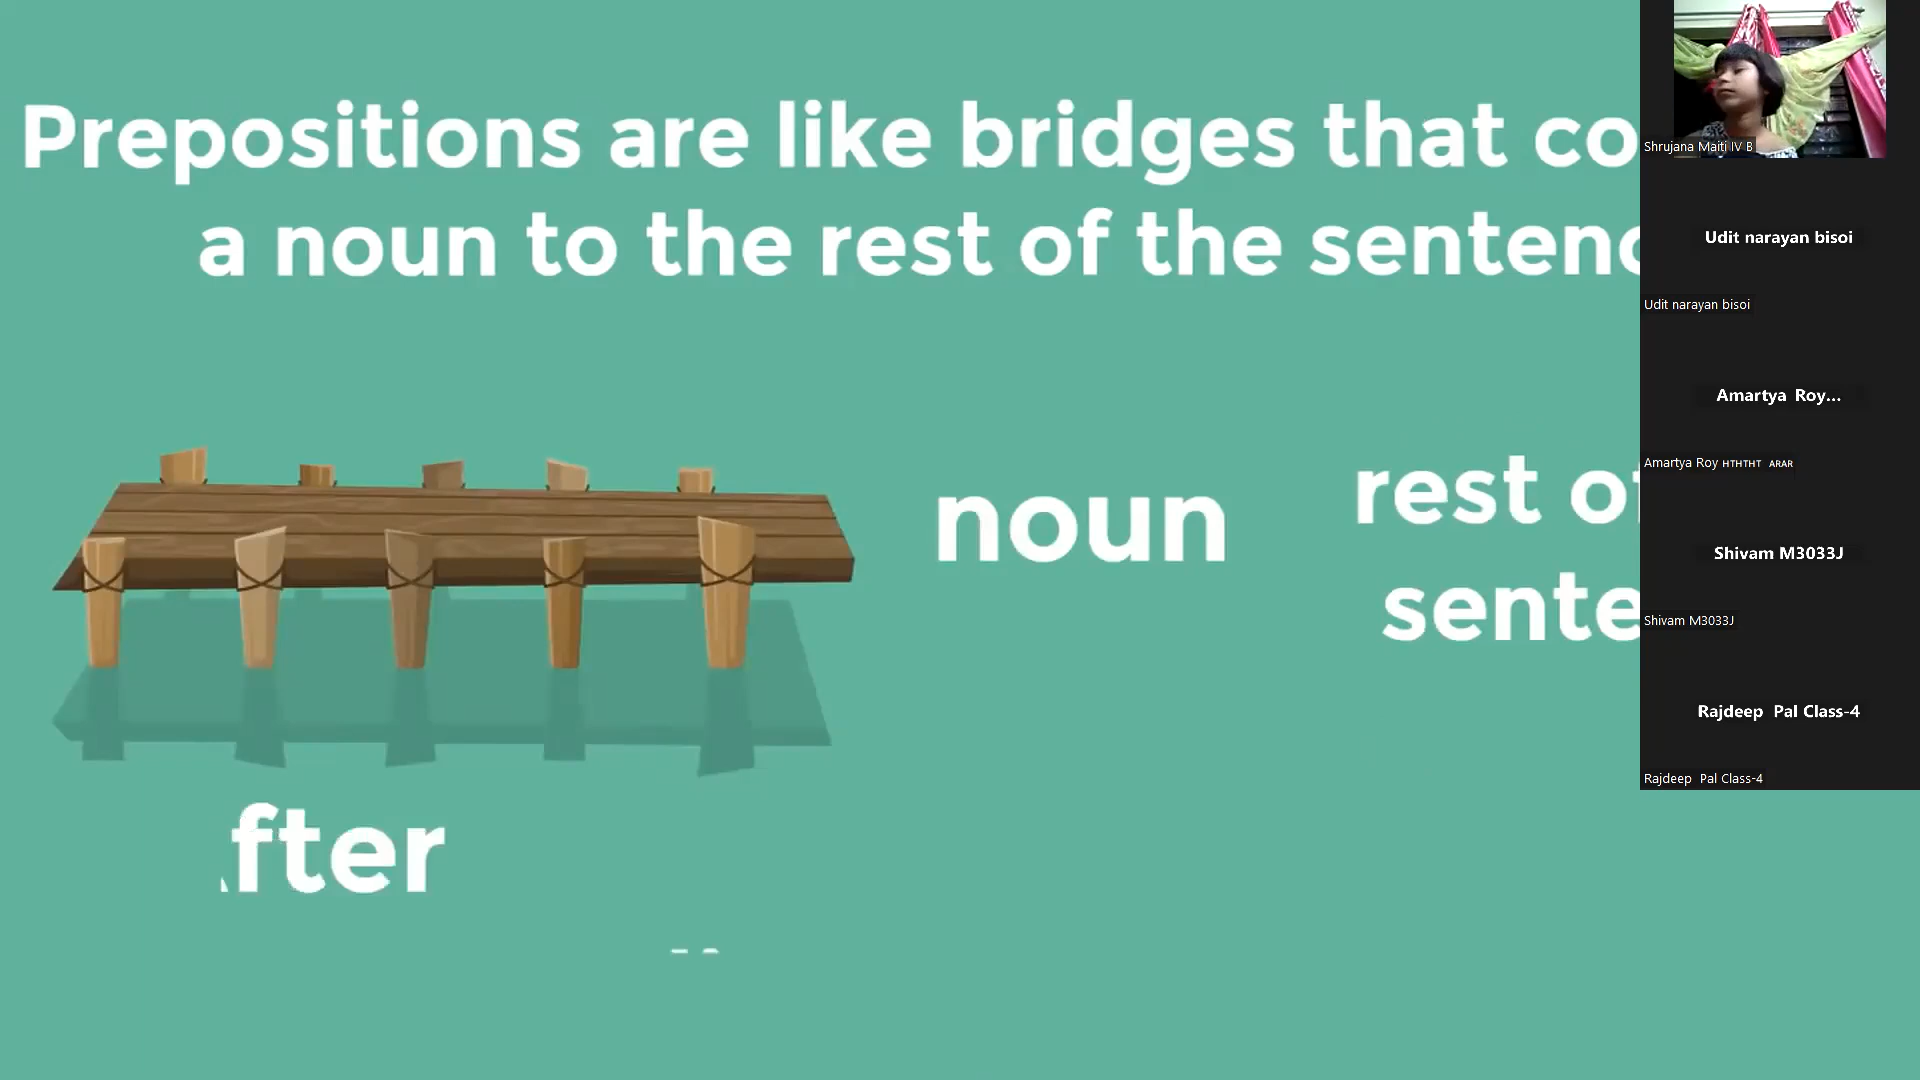 Prepositions are like bridges that co
a noun to the rest of the sentenc
noun
rest of
sente
fter
Shrujana Maiti IV B
Udit narayan bisoi
Udit narayan bisoi
Amartya Roy...
Amartya Roy HTHTHT ARAR
Shivam M3033J
Shivam M3033J
Rajdeep Pal Class-4
Rajdeep Pal Class-4